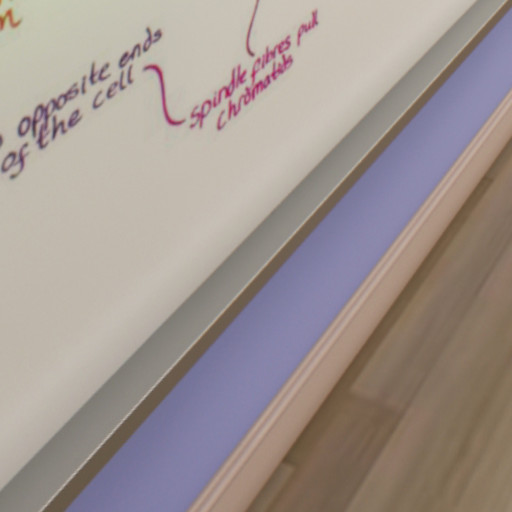 opposite ends
of the cell
spindle fibres pull
chromatids